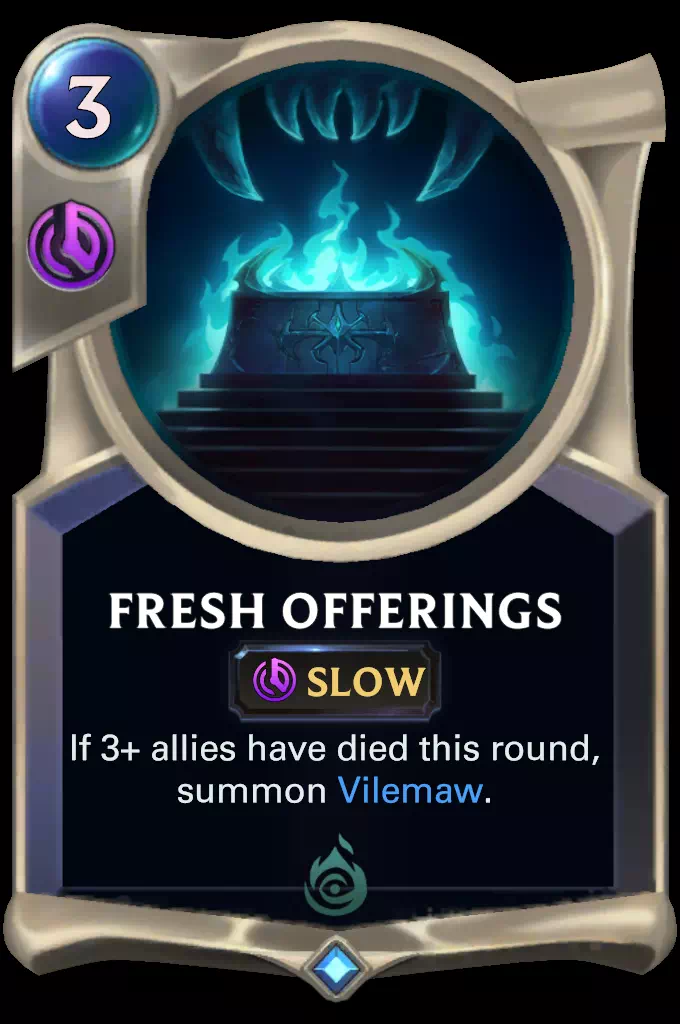 3
FRESH OFFERINGS
SLOW
If 3+ allies have died this round,
summon Vilemaw.